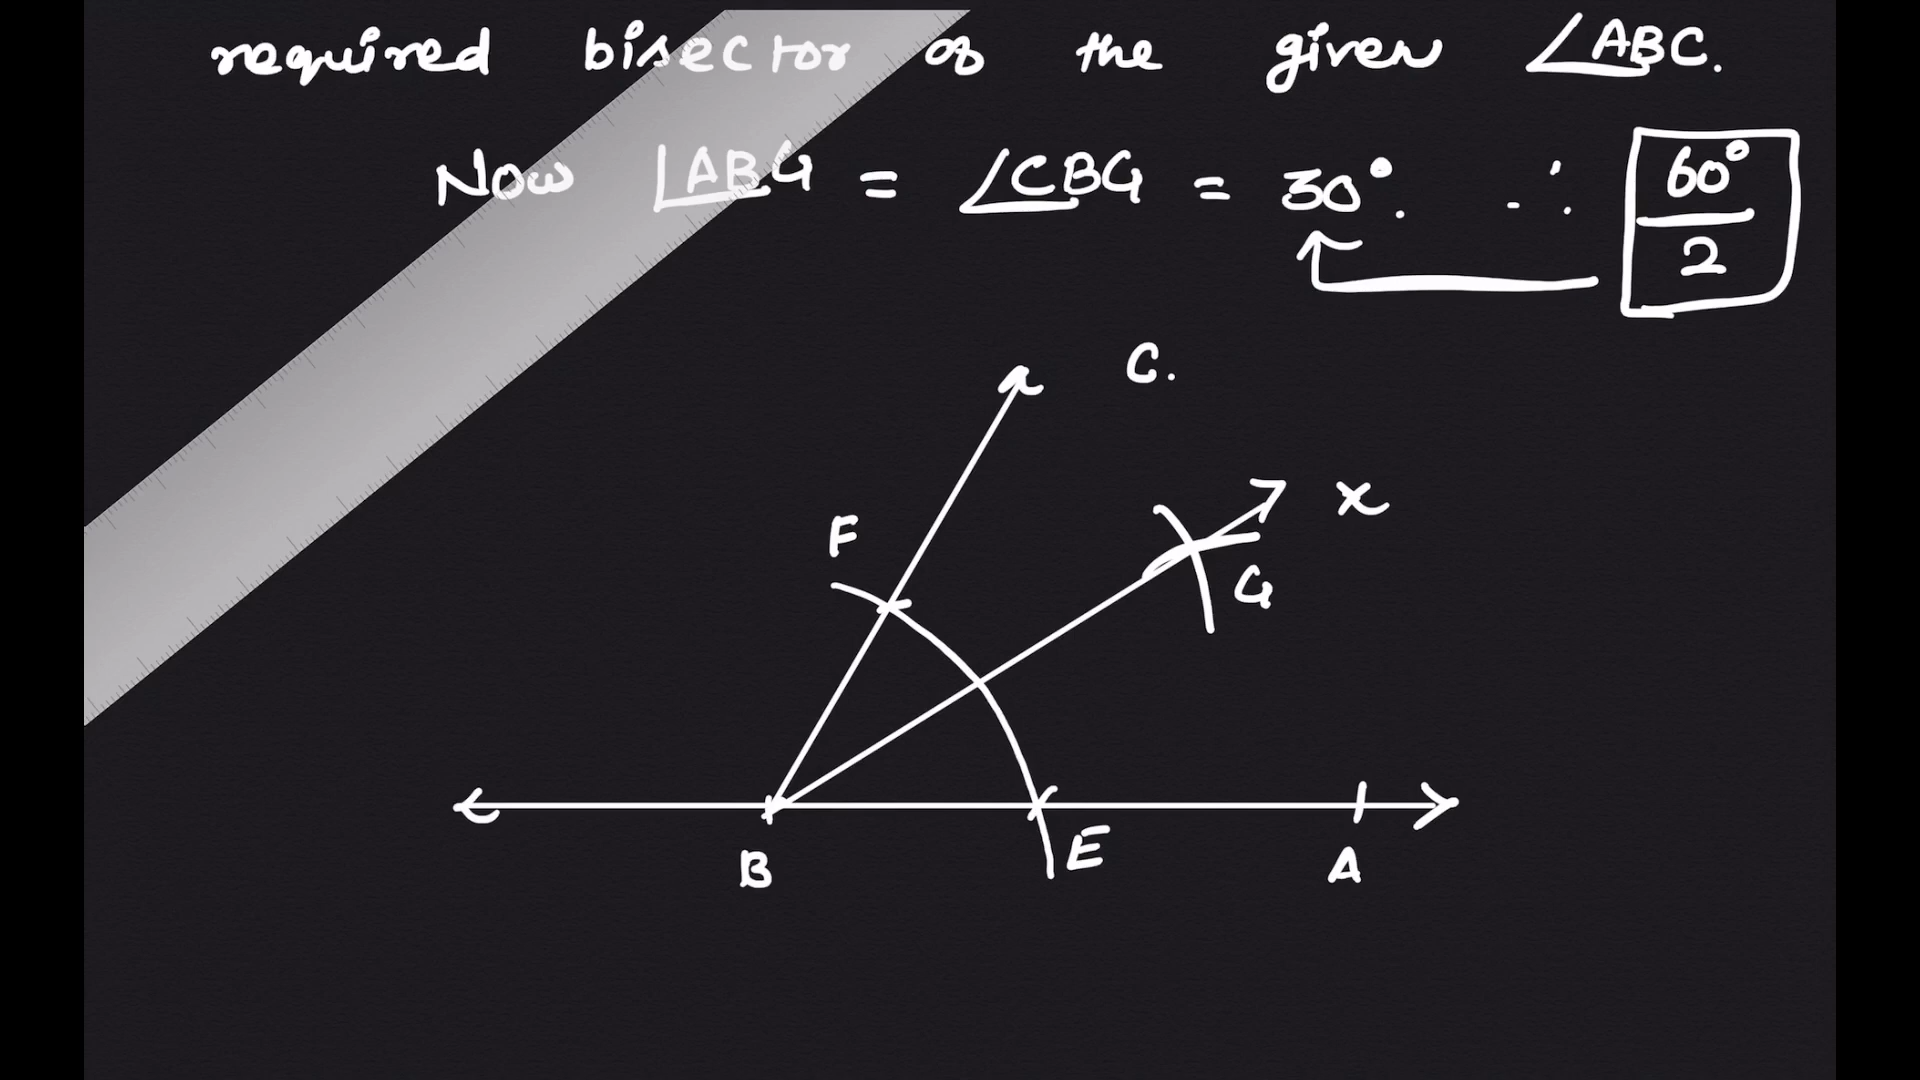 required bisector of the given ∠ABC.
Now ∠ABG = ∠CBG = 30°. ∴ 60°/2
C.
x
F
G
B
E
A